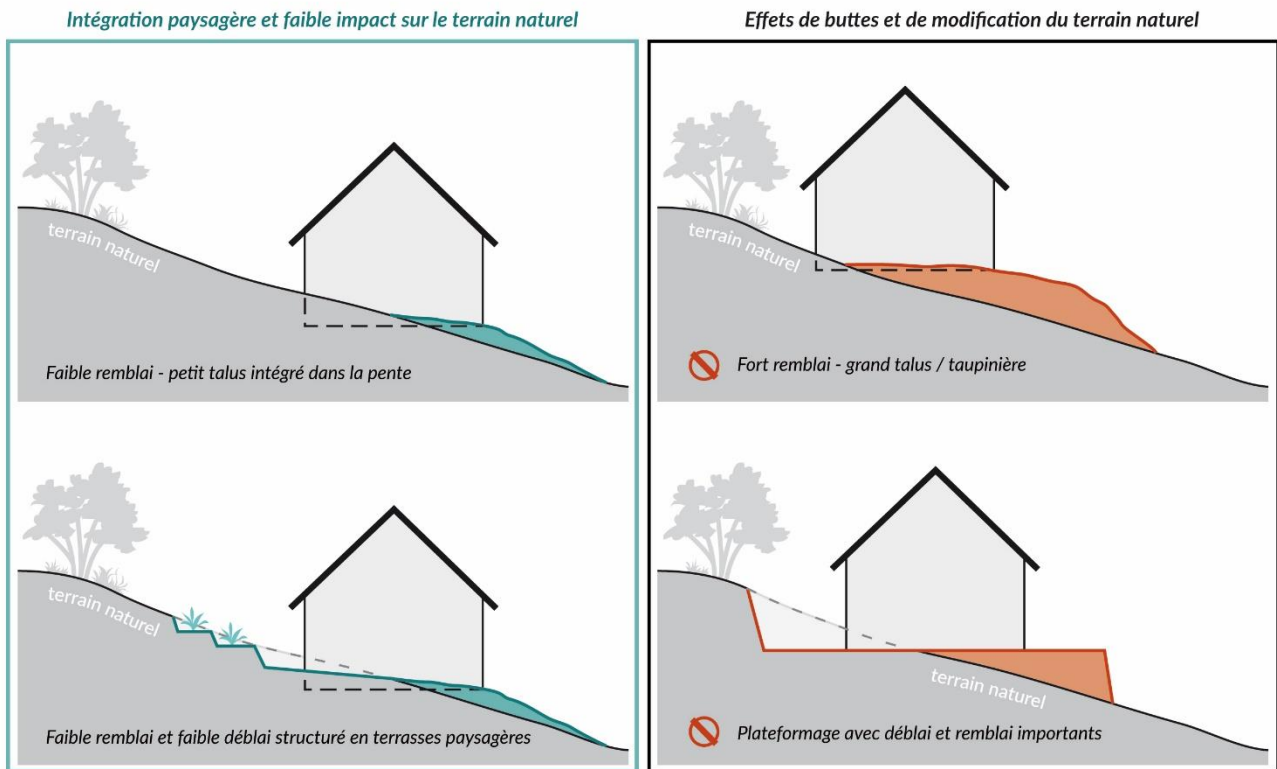 Intégration paysagère et faible impact sur le terrain naturel
Effets de buttes et de modification du terrain naturel
terrain naturel
Faible remblai - petit talus intégré dans la pente
terrain naturel
Fort remblai - grand talus / taupinière
terrain naturel
Faible remblai et faible déblai structuré en terrasses paysagères
terrain naturel
Plateformage avec déblai et remblai importants